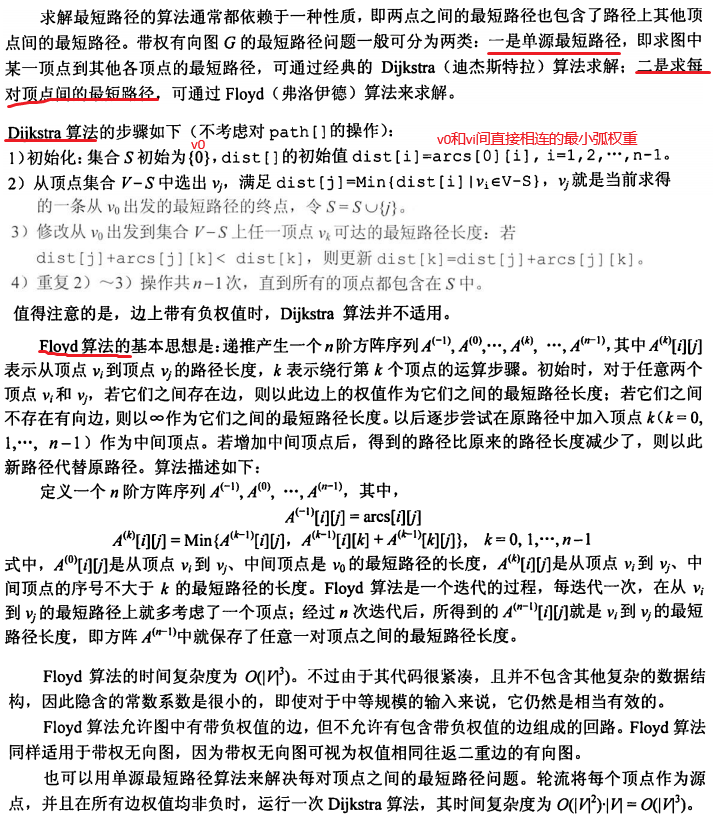 求解最短路径的算法通常都依赖于一种性质，即两点之间的最短路径也包含了路径上其他顶
点间的最短路径。带权有向图 G 的最短路径问题一般可分为两类：一是单源最短路径，即求图中
某一顶点到其他各顶点的最短路径，可通过经典的 Dijkstra（迪杰斯特拉）算法求解；二是求每
对顶点间的最短路径，可通过 Floyd（弗洛伊德）算法来求解。
Dijkstra 算法的步骤如下（不考虑对 path[]的操作）：
v0
v0和vi间直接相连的最小弧权重
1)初始化：集合 S 初始为{0}，dist[]的初始值 dist[i]=arcs[0][i]，i=1,2,…,n-1。
2）从顶点集合 V−S 中选出 vj，满足 dist[j]=Min{dist[i]|vi∈V-S}，vj 就是当前求得
的一条从 v0 出发的最短路径的终点，令 S = S∪{j}。
3）修改从 v0 出发到集合 V−S 上任一顶点 vk 可达的最短路径长度：若
dist[j]+arcs[j][k]< dist[k]，则更新 dist[k]=dist[j]+arcs[j][k]。
4）重复 2）～3）操作共 n−1 次，直到所有的顶点都包含在 S 中。
值得注意的是，边上带有负权值时，Dijkstra 算法并不适用。
Floyd 算法的基本思想是：递推产生一个 n 阶方阵序列 A(−1), A(0),…, A(k), …, A(n−1)，其中 A(k)[i][j]
表示从顶点 vi 到顶点 vj 的路径长度，k 表示绕行第 k 个顶点的运算步骤。初始时，对于任意两个
顶点 vi 和 vj，若它们之间存在边，则以此边上的权值作为它们之间的最短路径长度；若它们之间
不存在有向边，则以∞作为它们之间的最短路径长度。以后逐步尝试在原路径中加入顶点 k（k = 0,
1,…, n−1）作为中间顶点。若增加中间顶点后，得到的路径比原来的路径长度减少了，则以此
新路径代替原路径。算法描述如下：
定义一个 n 阶方阵序列 A(−1), A(0), …, A(n−1)，其中，
A(−1)[i][j] = arcs[i][j]
A(k)[i][j] = Min{A(k−1)[i][j]，A(k−1)[i][k] + A(k−1)[k][j]}, k = 0, 1,…, n−1
式中，A(0)[i][j]是从顶点 vi 到 vj、中间顶点是 v0 的最短路径的长度，A(k)[i][j]是从顶点 vi 到 vj、中
间顶点的序号不大于 k 的最短路径的长度。Floyd 算法是一个迭代的过程，每迭代一次，在从 vi
到 vj 的最短路径上就多考虑了一个顶点；经过 n 次迭代后，所得到的 A(n−1)[i][j]就是 vi 到 vj 的最短
路径长度，即方阵 A(n−1)中就保存了任意一对顶点之间的最短路径长度。
Floyd 算法的时间复杂度为 O(|V|3)。不过由于其代码很紧凑，且并不包含其他复杂的数据结
构，因此隐含的常数系数是很小的，即使对于中等规模的输入来说，它仍然是相当有效的。
Floyd 算法允许图中有带负权值的边，但不允许有包含带负权值的边组成的回路。Floyd 算法
同样适用于带权无向图，因为带权无向图可视为权值相同往返二重边的有向图。
也可以用单源最短路径算法来解决每对顶点之间的最短路径问题。轮流将每个顶点作为源
点，并且在所有边权值均非负时，运行一次 Dijkstra 算法，其时间复杂度为 O(|V|2)·|V| = O(|V|3)。